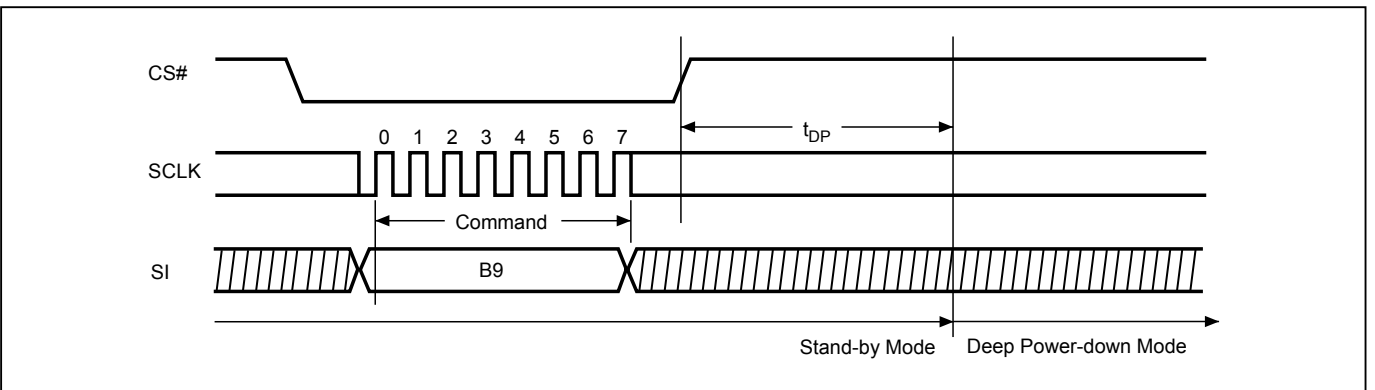 CS#
t_DP
0 1 2 3 4 5 6 7
SCLK
Command
SI
B9
Stand-by Mode
Deep Power-down Mode